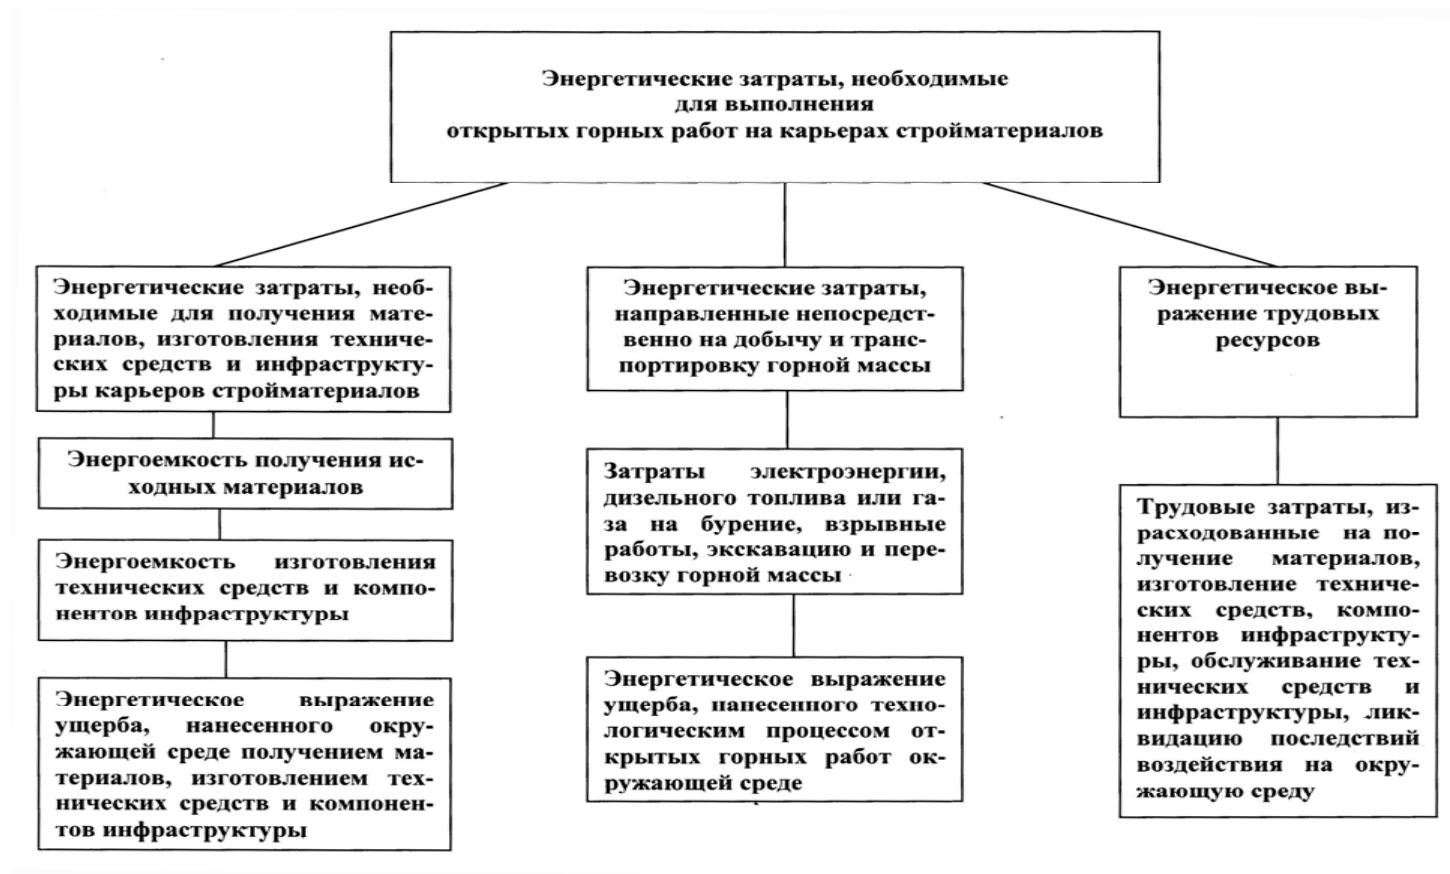 Энергетические затраты, необходимые
для выполнения
открытых горных работ на карьерах стройматериалов
Энергетические затраты, необ-
ходимые для получения мате-
риалов, изготовления техниче-
ских средств и инфраструкту-
ры карьеров стройматериалов
Энергоемкость получения ис-
ходных материалов
Энергоемкость изготовления
технических средств и компо-
нентов инфраструктуры
Энергетическое выражение
ущерба, нанесенного окру-
жающей среде получением ма-
териалов, изготовлением тех-
нических средств и компонен-
тов инфраструктуры
Энергетические затраты,
направленные непосредст-
венно на добычу и транс-
портировку горной массы
Затраты электроэнергии,
дизельного топлива или га-
за на бурение, взрывные
работы, экскавацию и пере-
возку горной массы
Энергетическое выражение
ущерба, нанесенного техно-
логическим процессом от-
крытых горных работ ок-
ружающей среде
Энергетическое вы-
ражение трудовых
ресурсов
Трудовые затраты, из-
расходованные на по-
лучение материалов,
изготовление техниче-
ских средств, компо-
нентов инфраструкту-
ры, обслуживание тех-
нических средств и
инфраструктуры, лик-
видацию последствий
воздействия на окру-
жающую среду